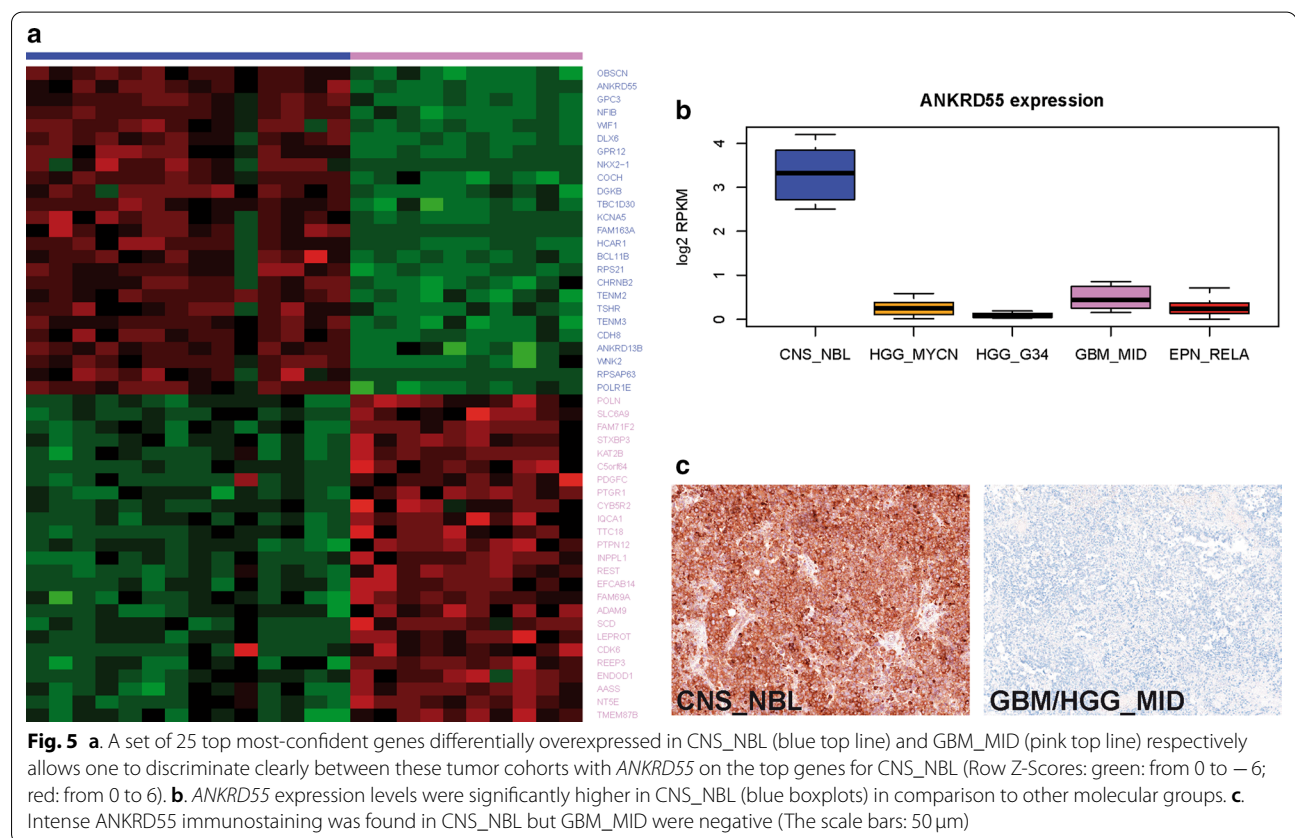 a
OBSCN
ANKRD55
GPC3
NFIB
WIF1
DLX6
GPR12
NKX2−1
COCH
DGKB
TBC1D30
KCNA5
FAM163A
HCAR1
BCL11B
RPS21
CHRNB2
TENM2
TSHR
TENM3
CDH8
ANKRD13B
WNK2
RPSAP63
POLR1E
POLN
SLC6A9
FAM71F2
STXBP3
KAT2B
C5orf64
PDGFC
PTGR1
CYB5R2
IQCA1
TTC18
PTPN12
INPPL1
REST
EFCAB14
FAM69A
ADAM9
SCD
LEPROT
CDK6
REEP3
ENDOD1
AASS
NT5E
TMEM87B
b
ANKRD55 expression
log2 RPKM
4
3
2
1
0
CNS_NBL HGG_MYCN HGG_G34 GBM_MID EPN_RELA
c
CNS_NBL
GBM/HGG_MID
Fig. 5 a. A set of 25 top most-confident genes differentially overexpressed in CNS_NBL (blue top line) and GBM_MID (pink top line) respectively
allows one to discriminate clearly between these tumor cohorts with ANKRD55 on the top genes for CNS_NBL (Row Z-Scores: green: from 0 to − 6;
red: from 0 to 6). b. ANKRD55 expression levels were significantly higher in CNS_NBL (blue boxplots) in comparison to other molecular groups. c.
Intense ANKRD55 immunostaining was found in CNS_NBL but GBM_MID were negative (The scale bars: 50 µm)